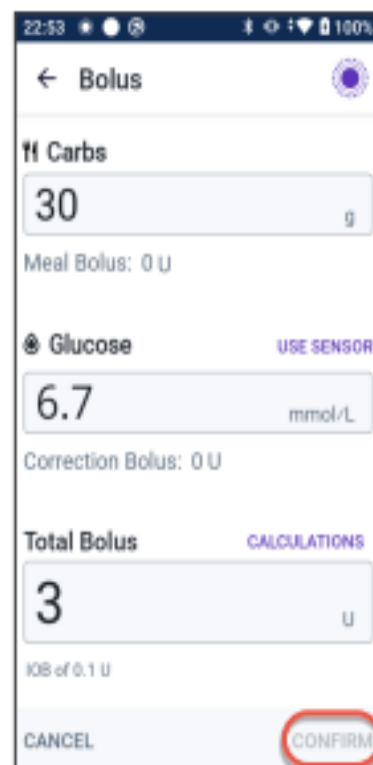 22:53 100%
← Bolus
Carbs
30 g
Meal Bolus: 0 U
Glucose USE SENSOR
6.7 mmol/L
Correction Bolus: 0 U
Total Bolus CALCULATIONS
3 U
IOB of 0.1 U
CANCEL CONFIRM